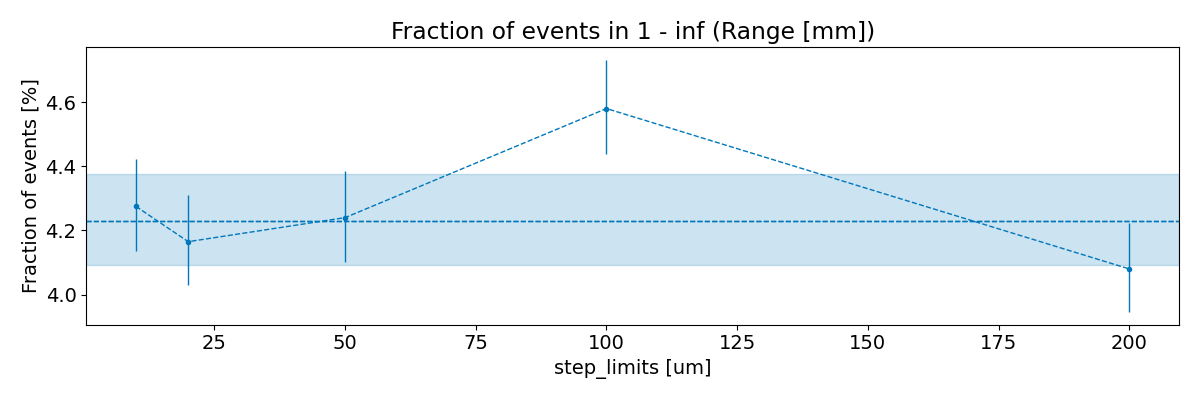 Fraction of events in 1 - inf (Range [mm])
Fraction of events [%]
4.6
4.4
4.2
4.0
25 50 75 100 125 150 175 200
step_limits [um]